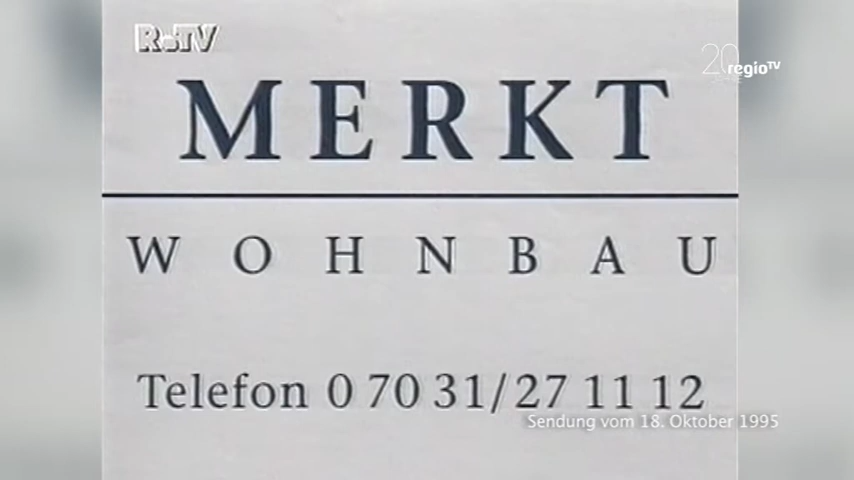 R.TV
20 regioTV
MERKT
WOHNBAU
Telefon 0 70 31/27 11 12
Sendung vom 18. Oktober 1995